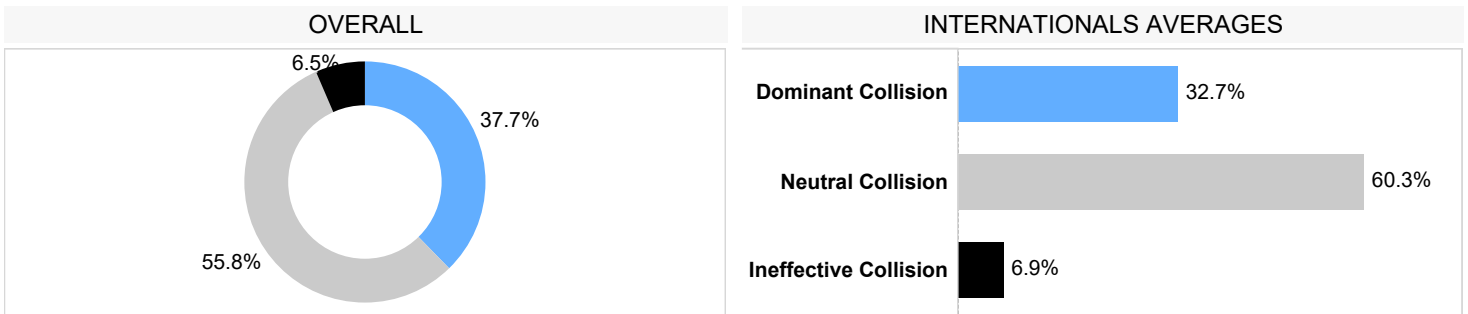 OVERALL
6.5%
37.7%
55.8%
INTERNATIONALS AVERAGES
Dominant Collision 32.7%
Neutral Collision 60.3%
Ineffective Collision 6.9%